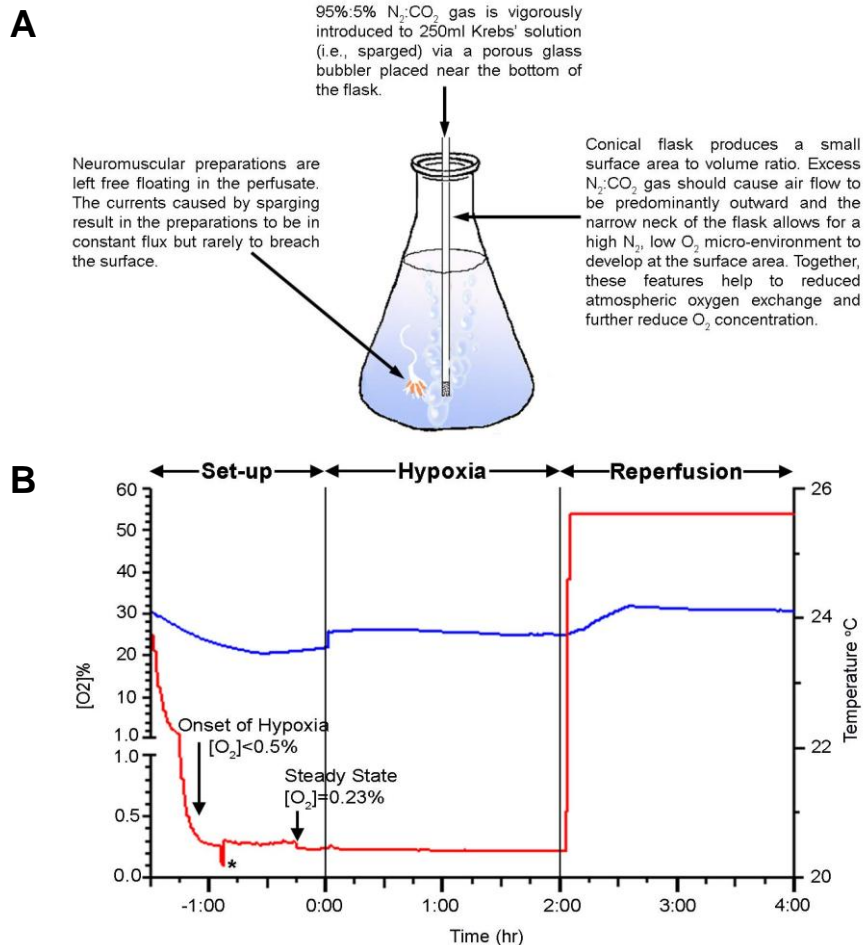 A
95%:5% N₂:CO₂ gas is vigorously
introduced to 250ml Krebs’ solution
(i.e., sparged) via a porous glass
bubbler placed near the bottom of
the flask.
Neuromuscular preparations are
left free floating in the perfusate.
The currents caused by sparging
result in the preparations to be in
constant flux but rarely to breach
the surface.
Conical flask produces a small
surface area to volume ratio. Excess
N₂:CO₂ gas should cause air flow to
be predominantly outward and the
narrow neck of the flask allows for a
high N₂, low O₂ micro-environment to
develop at the surface area. Together,
these features help to reduced
atmospheric oxygen exchange and
further reduce O₂ concentration.
B
Set-up Hypoxia Reperfusion
60
50
40
30
20
10
1.0
1.0
0.5
0.0
[O2]%
Onset of Hypoxia
[O₂]<0.5%
Steady State
[O₂]=0.23%
*
26
24
22
20
Temperature ºC
-1:00 0:00 1:00 2:00 3:00 4:00
Time (hr)